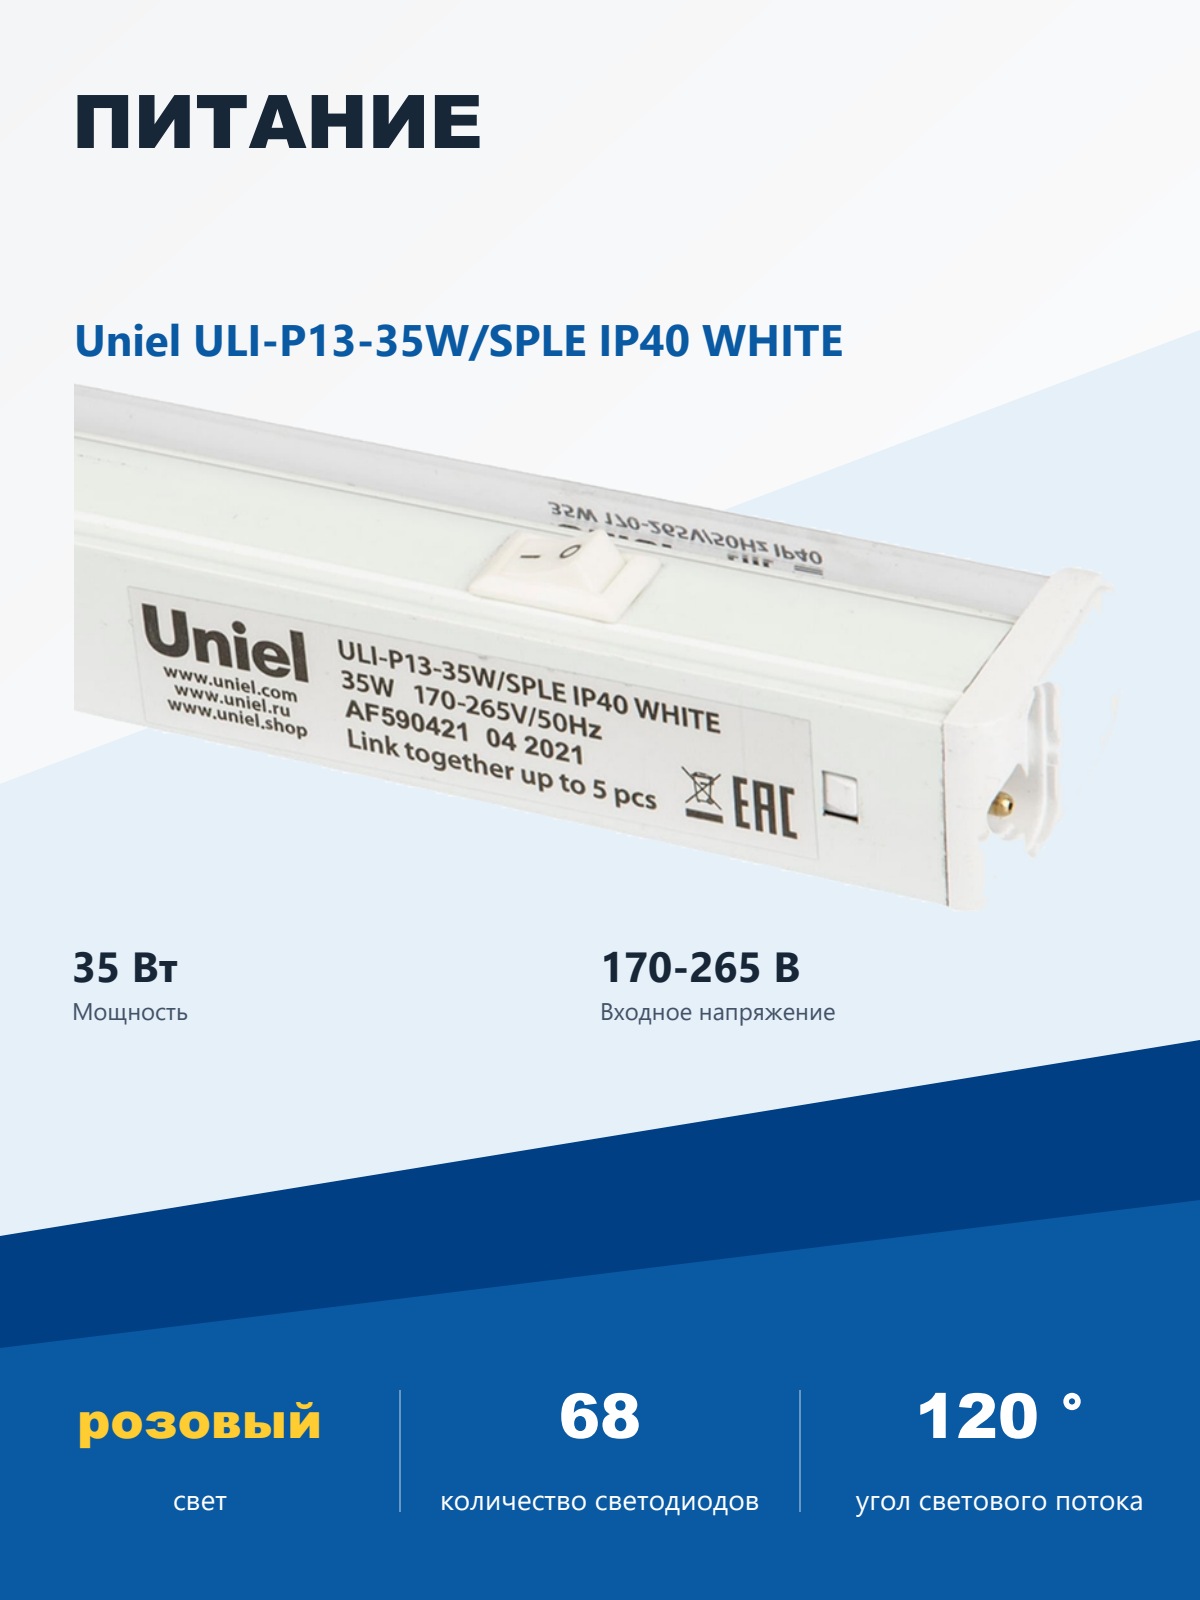 ПИТАНИЕ
Uniel ULI-P13-35W/SPLE IP40 WHITE
35W 170-265V/50Hz IP40
Uniel
www.uniel.com
www.uniel.ru
www.uniel.shop
ULI-P13-35W/SPLE IP40 WHITE
35W 170-265V/50Hz
AF590421 04 2021
Link together up to 5 pcs
EAC
35 Вт
Мощность
170-265 В
Входное напряжение
розовый
свет
68
количество светодиодов
120 °
угол светового потока